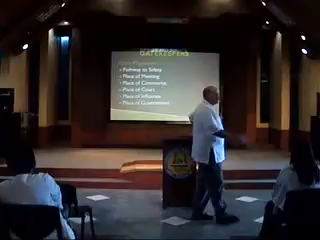 GATEKEEPERS
- Pathway to Safety
- Place of Meeting
- Place of Commerce
- Place of Court
- Place of Influence
- Place of Government